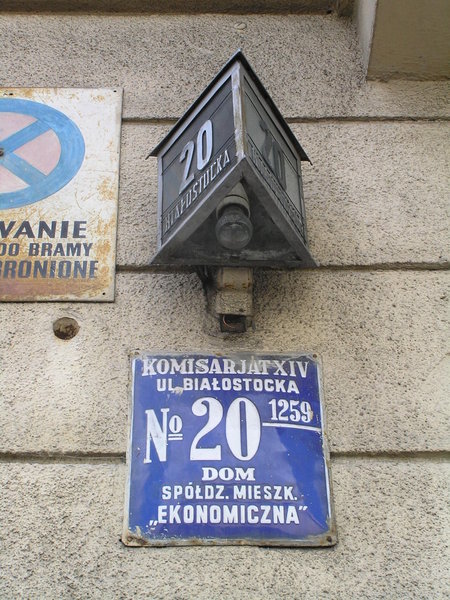 20
BIAŁOSTOCKA
WANIE
DO BRAMY
BRONIONE
KOMISARJAT XIV
UL. BIAŁOSTOCKA
No 20 1259
DOM
SPÓŁDZ. MIESZK.
„EKONOMICZNA”